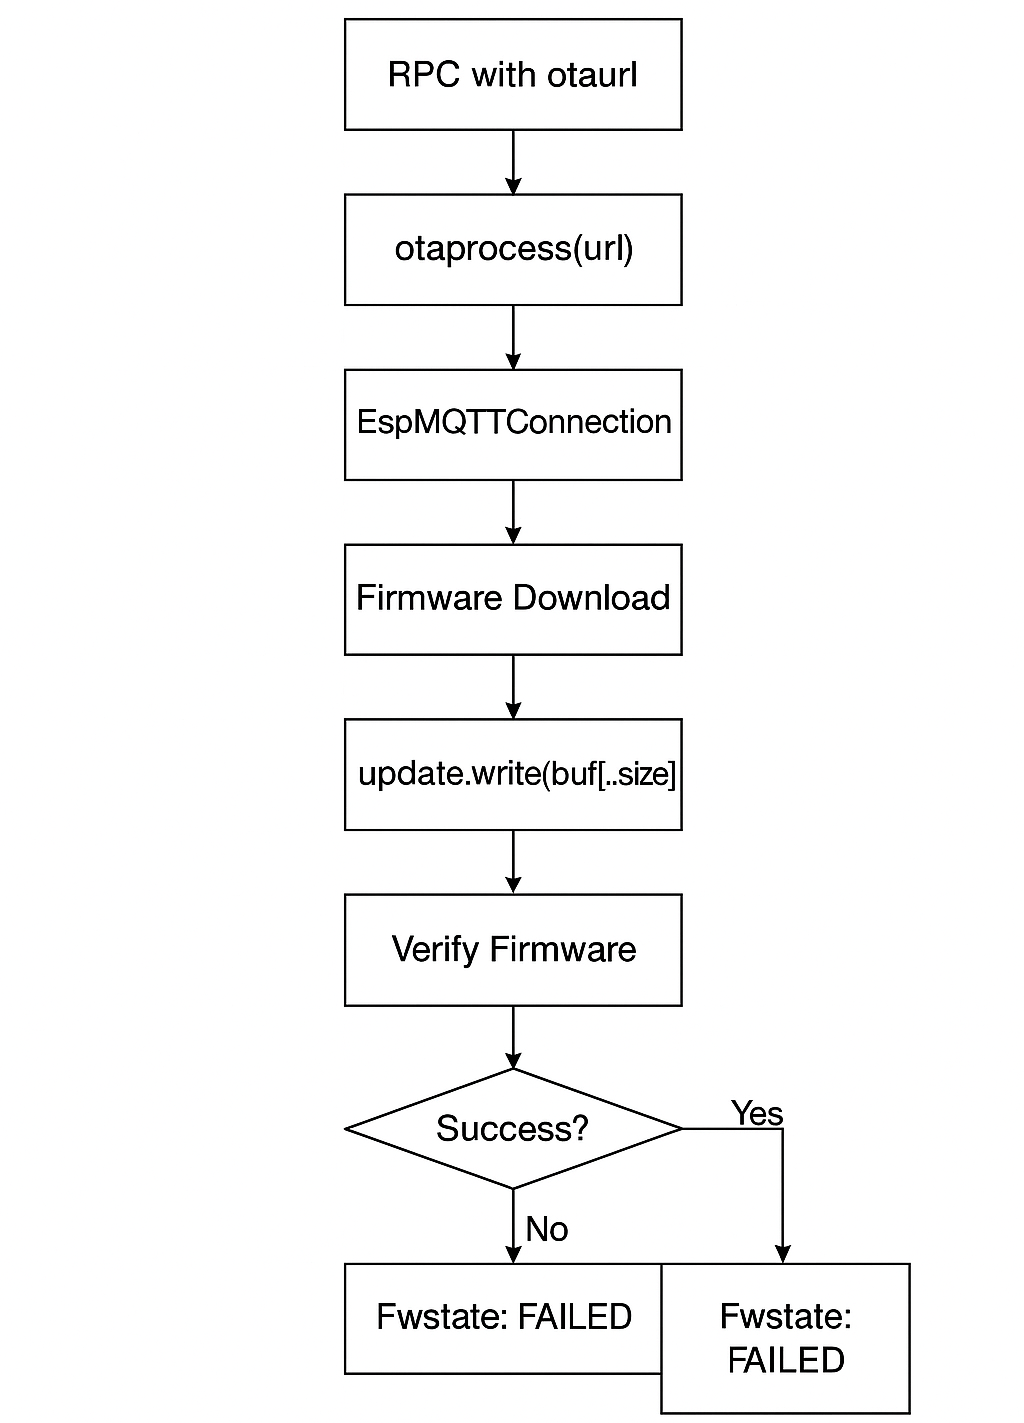 RPC with otaurl
otaprocess(url)
EspMQTTConnection
Firmware Download
update.write(buf[..size]
Verify Firmware
Success?
Yes
No
Fwstate: FAILED
Fwstate:
FAILED